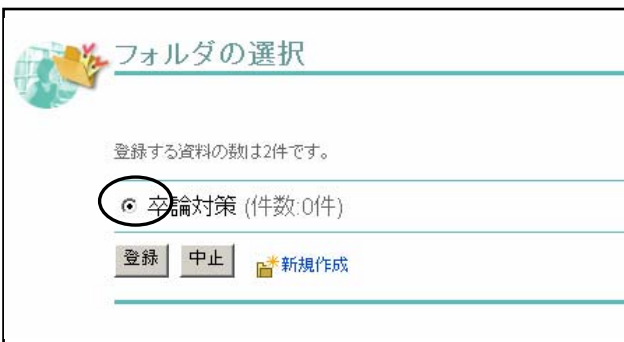 フォルダの選択
登録する資料の数は2件です。
卒論対策 (件数:0件)
登録 中止 新規作成